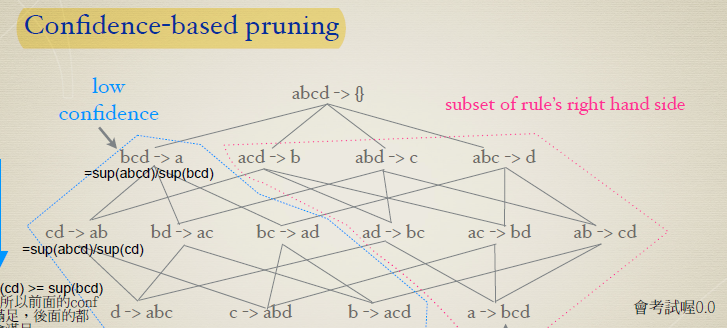 Confidence-based pruning
low
confidence
abcd -> {}
subset of rule's right hand side
bcd -> a acd -> b abd -> c abc -> d
=sup(abcd)/sup(bcd)
cd -> ab bd -> ac bc -> ad ad -> bc ac -> bd ab -> cd
=sup(abcd)/sup(cd)
(cd) >= sup(bcd)
所以前面的conf
滿足，後面的都
d -> abc c -> abd b -> acd a -> bcd
會考試喔0.0